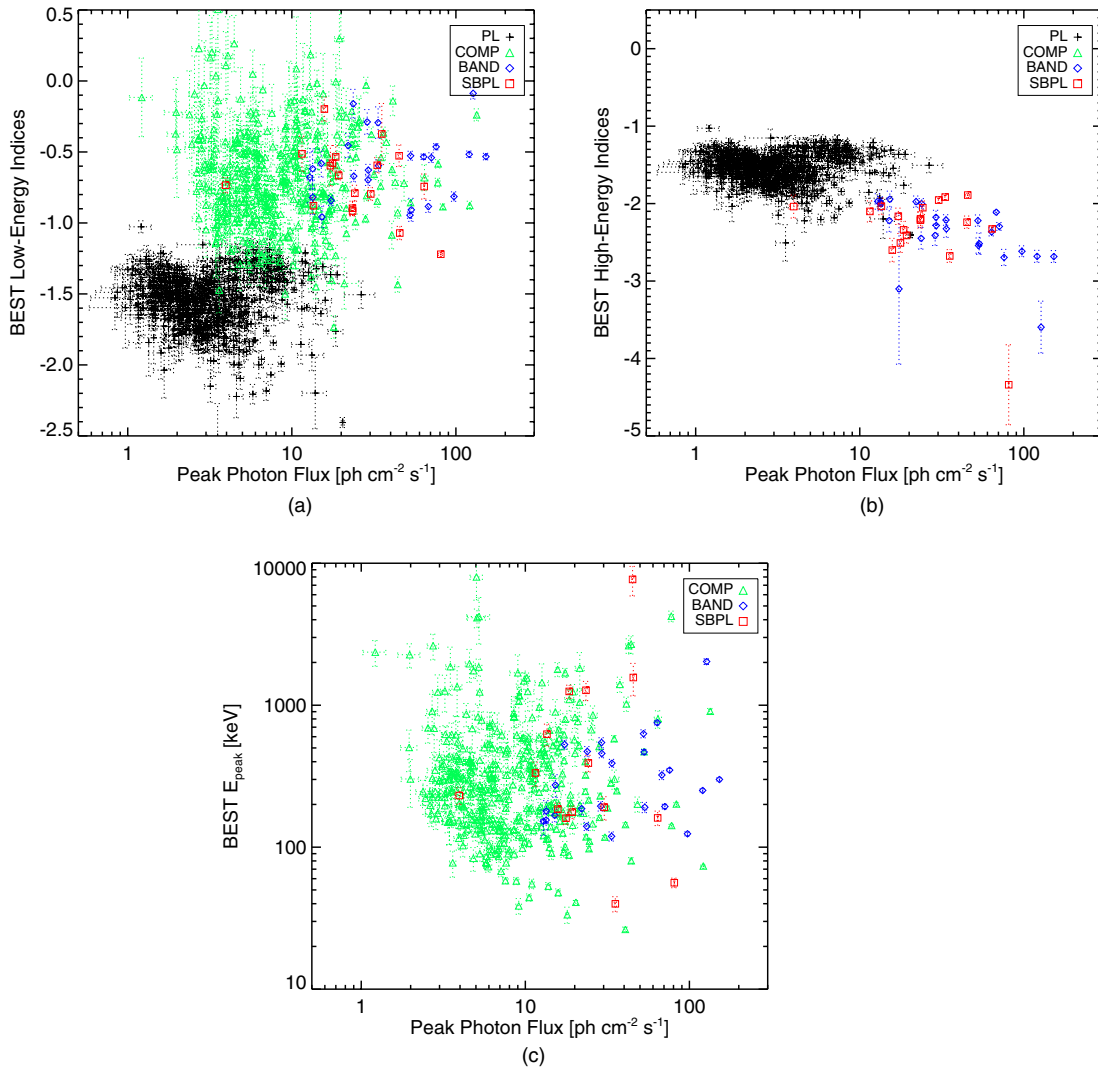 0.5
0.0
-0.5
-1.0
-1.5
-2.0
-2.5
BEST Low-Energy Indices
PL
COMP
BAND
SBPL
1 10 100
Peak Photon Flux [ph cm-2 s-1]
(a)
0
-1
-2
-3
-4
-5
BEST High-Energy Indices
PL
COMP
BAND
SBPL
1 10 100
Peak Photon Flux [ph cm-2 s-1]
(b)
10000
1000
100
10
BEST Epeak [keV]
COMP
BAND
SBPL
1 10 100
Peak Photon Flux [ph cm-2 s-1]
(c)